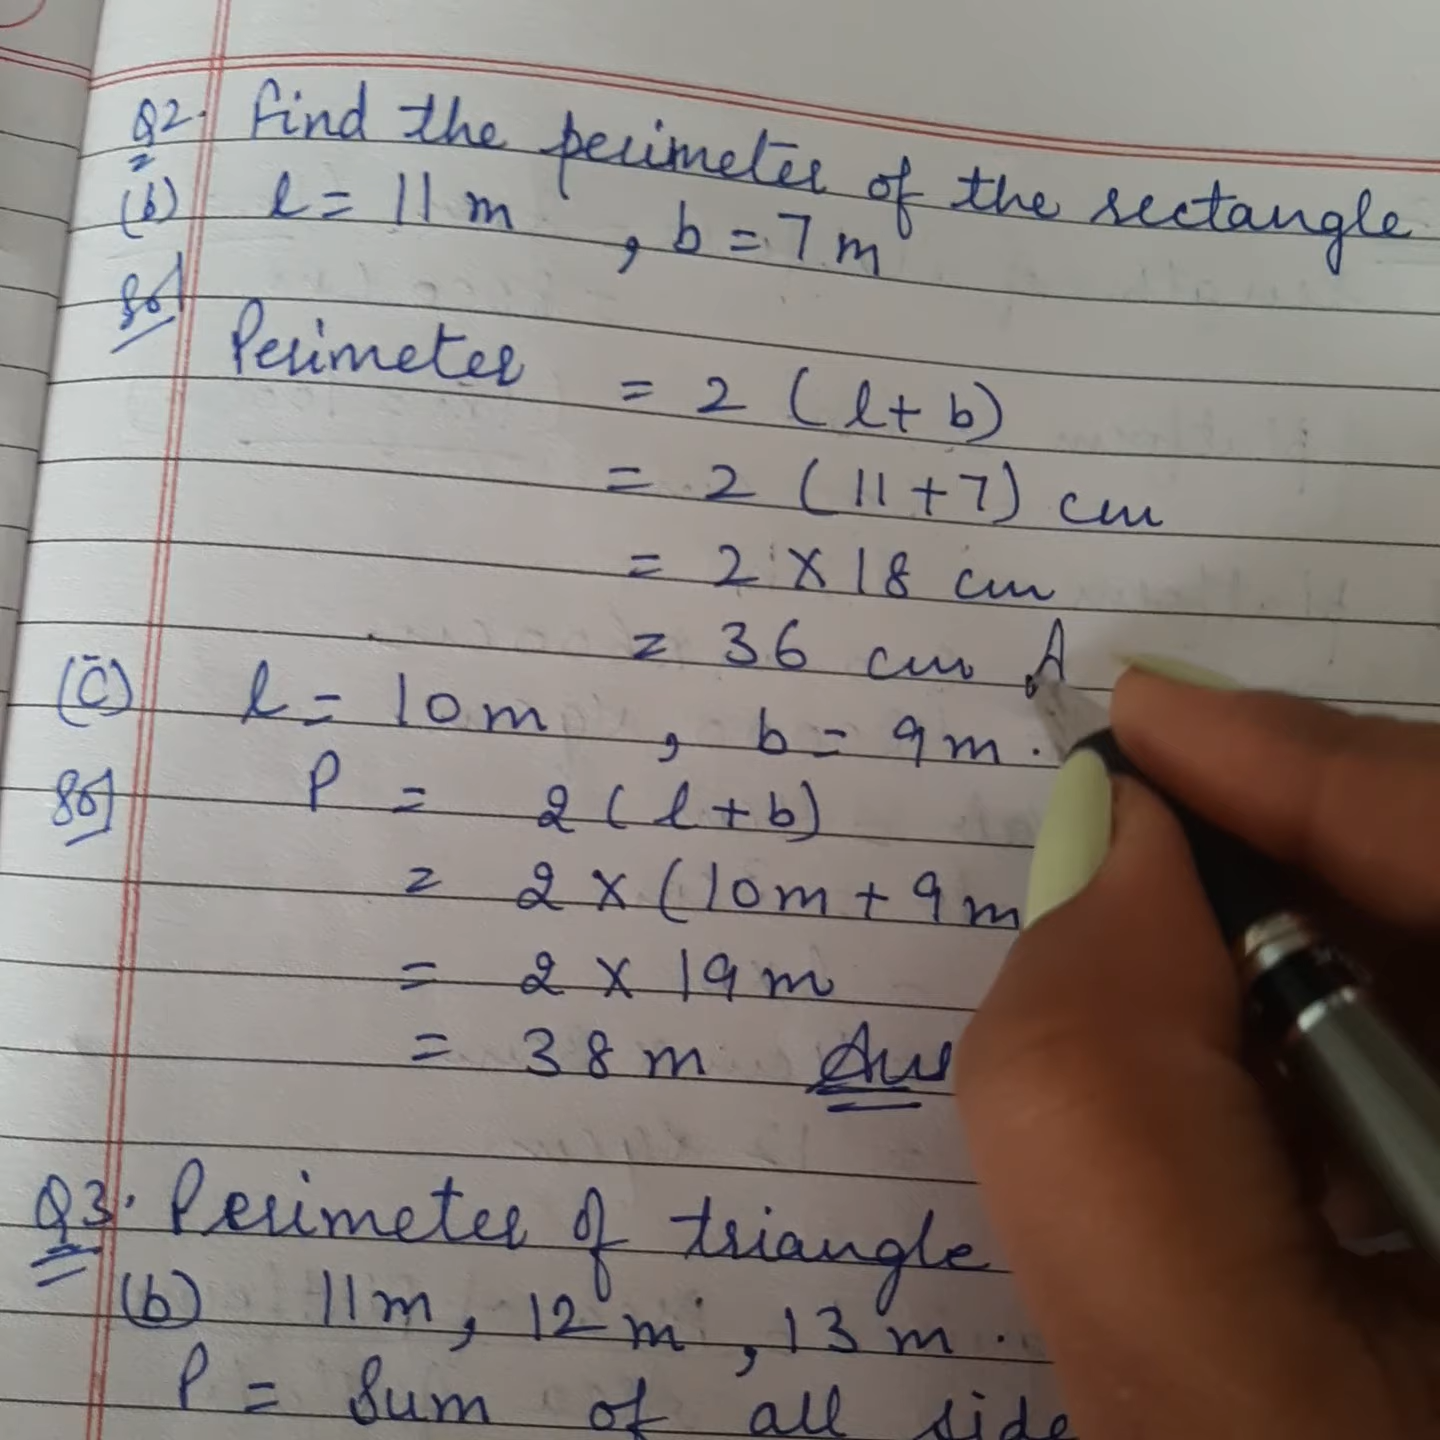 Q2. Find the perimeter of the rectangle
(b) l = 11 m , b = 7 m
Sol
Perimeter = 2 ( l + b)
= 2 ( 11 + 7) cm
= 2 × 18 cm
= 36 cm A
(c) l = 10 m , b = 9 m .
Sol P = 2 ( l + b)
= 2 × ( 10 m + 9 m
= 2 × 19 m
= 38 m Ans
Q3. Perimeter of triangle
(b) 11 m, 12 m , 13 m .
P = Sum of all side